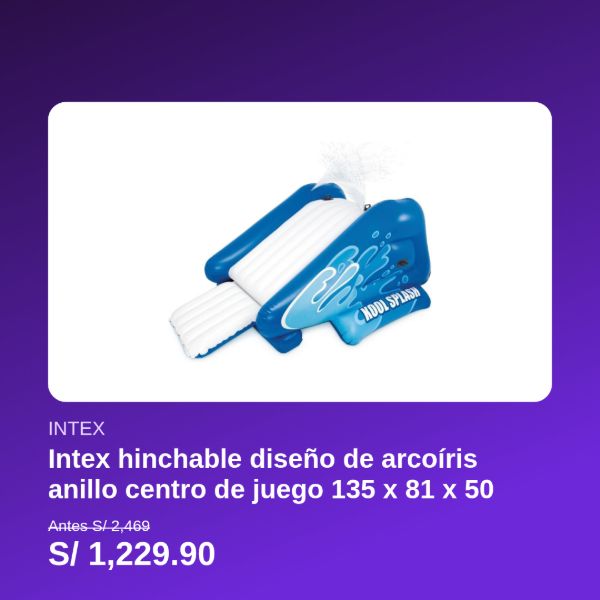 KOOL SPLASH
INTEX
Intex hinchable diseño de arcoíris
anillo centro de juego 135 x 81 x 50
Antes S/ 2,469
S/ 1,229.90